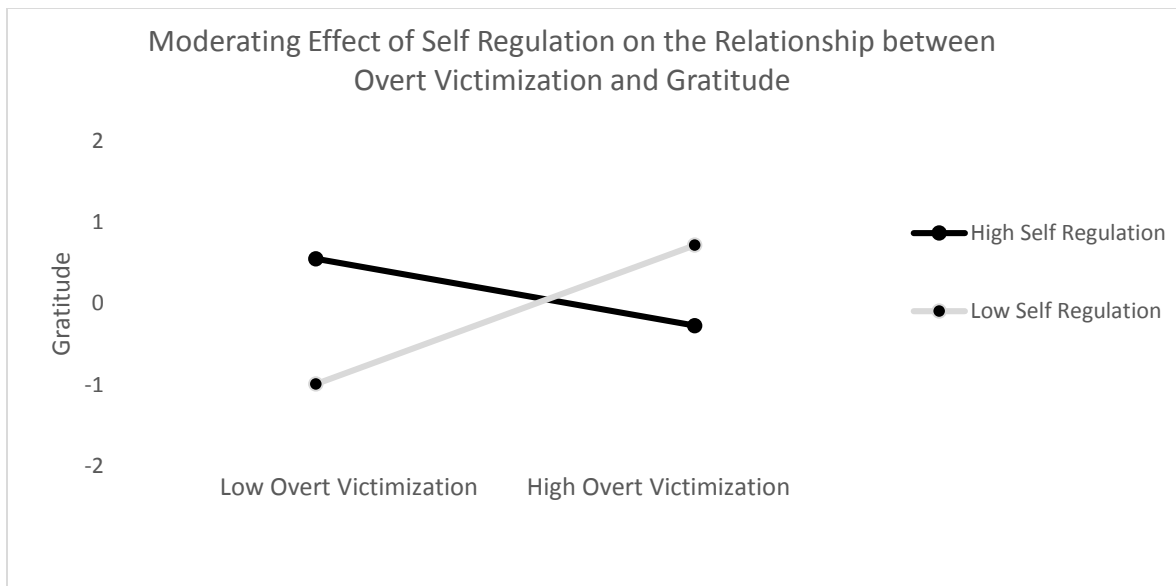 Moderating Effect of Self Regulation on the Relationship between
Overt Victimization and Gratitude
2
1
0
-1
-2
Gratitude
Low Overt Victimization
High Overt Victimization
High Self Regulation
Low Self Regulation